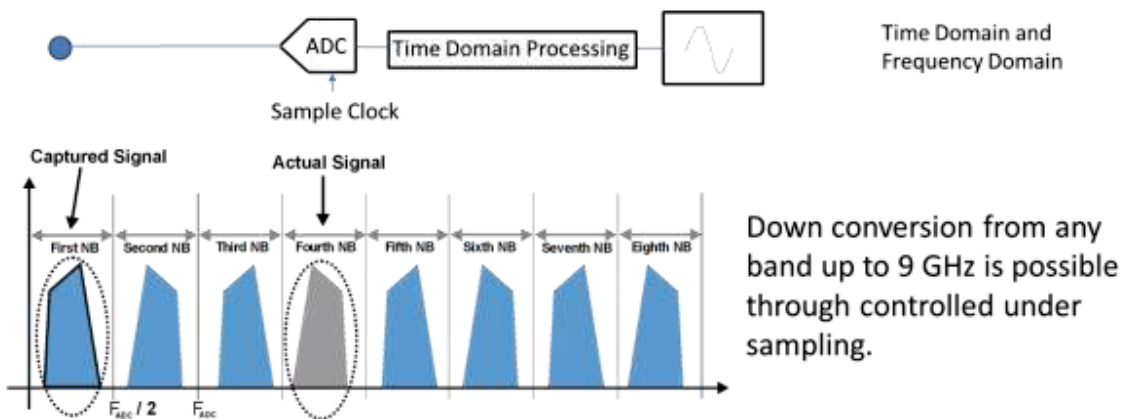 ADC
Time Domain Processing
Time Domain and
Frequency Domain
Sample Clock
Captured Signal
Actual Signal
First NB
Second NB
Third NB
Fourth NB
Fifth NB
Sixth NB
Seventh NB
Eighth NB
Down conversion from any
band up to 9 GHz is possible
through controlled under
sampling.
F_ADC / 2
F_ADC